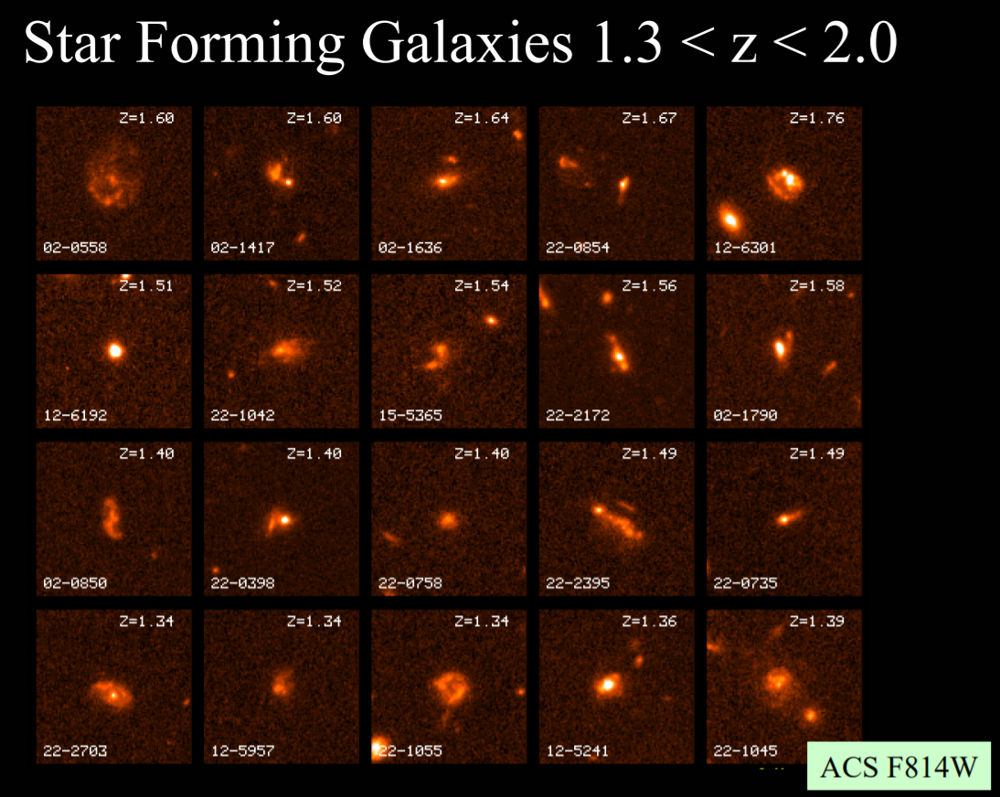 Star Forming Galaxies 1.3 < z < 2.0
Z=1.60 Z=1.60 Z=1.64 Z=1.67 Z=1.76
02-0558 02-1417 02-1636 22-0854 12-6301
Z=1.51 Z=1.52 Z=1.54 Z=1.56 Z=1.58
12-6192 22-1042 15-5365 22-2172 02-1790
Z=1.40 Z=1.40 Z=1.40 Z=1.49 Z=1.49
02-0850 22-0398 22-0758 22-2395 22-0735
Z=1.34 Z=1.34 Z=1.34 Z=1.36 Z=1.39
22-2703 12-5957 22-1055 12-5241 22-1045
ACS F814W